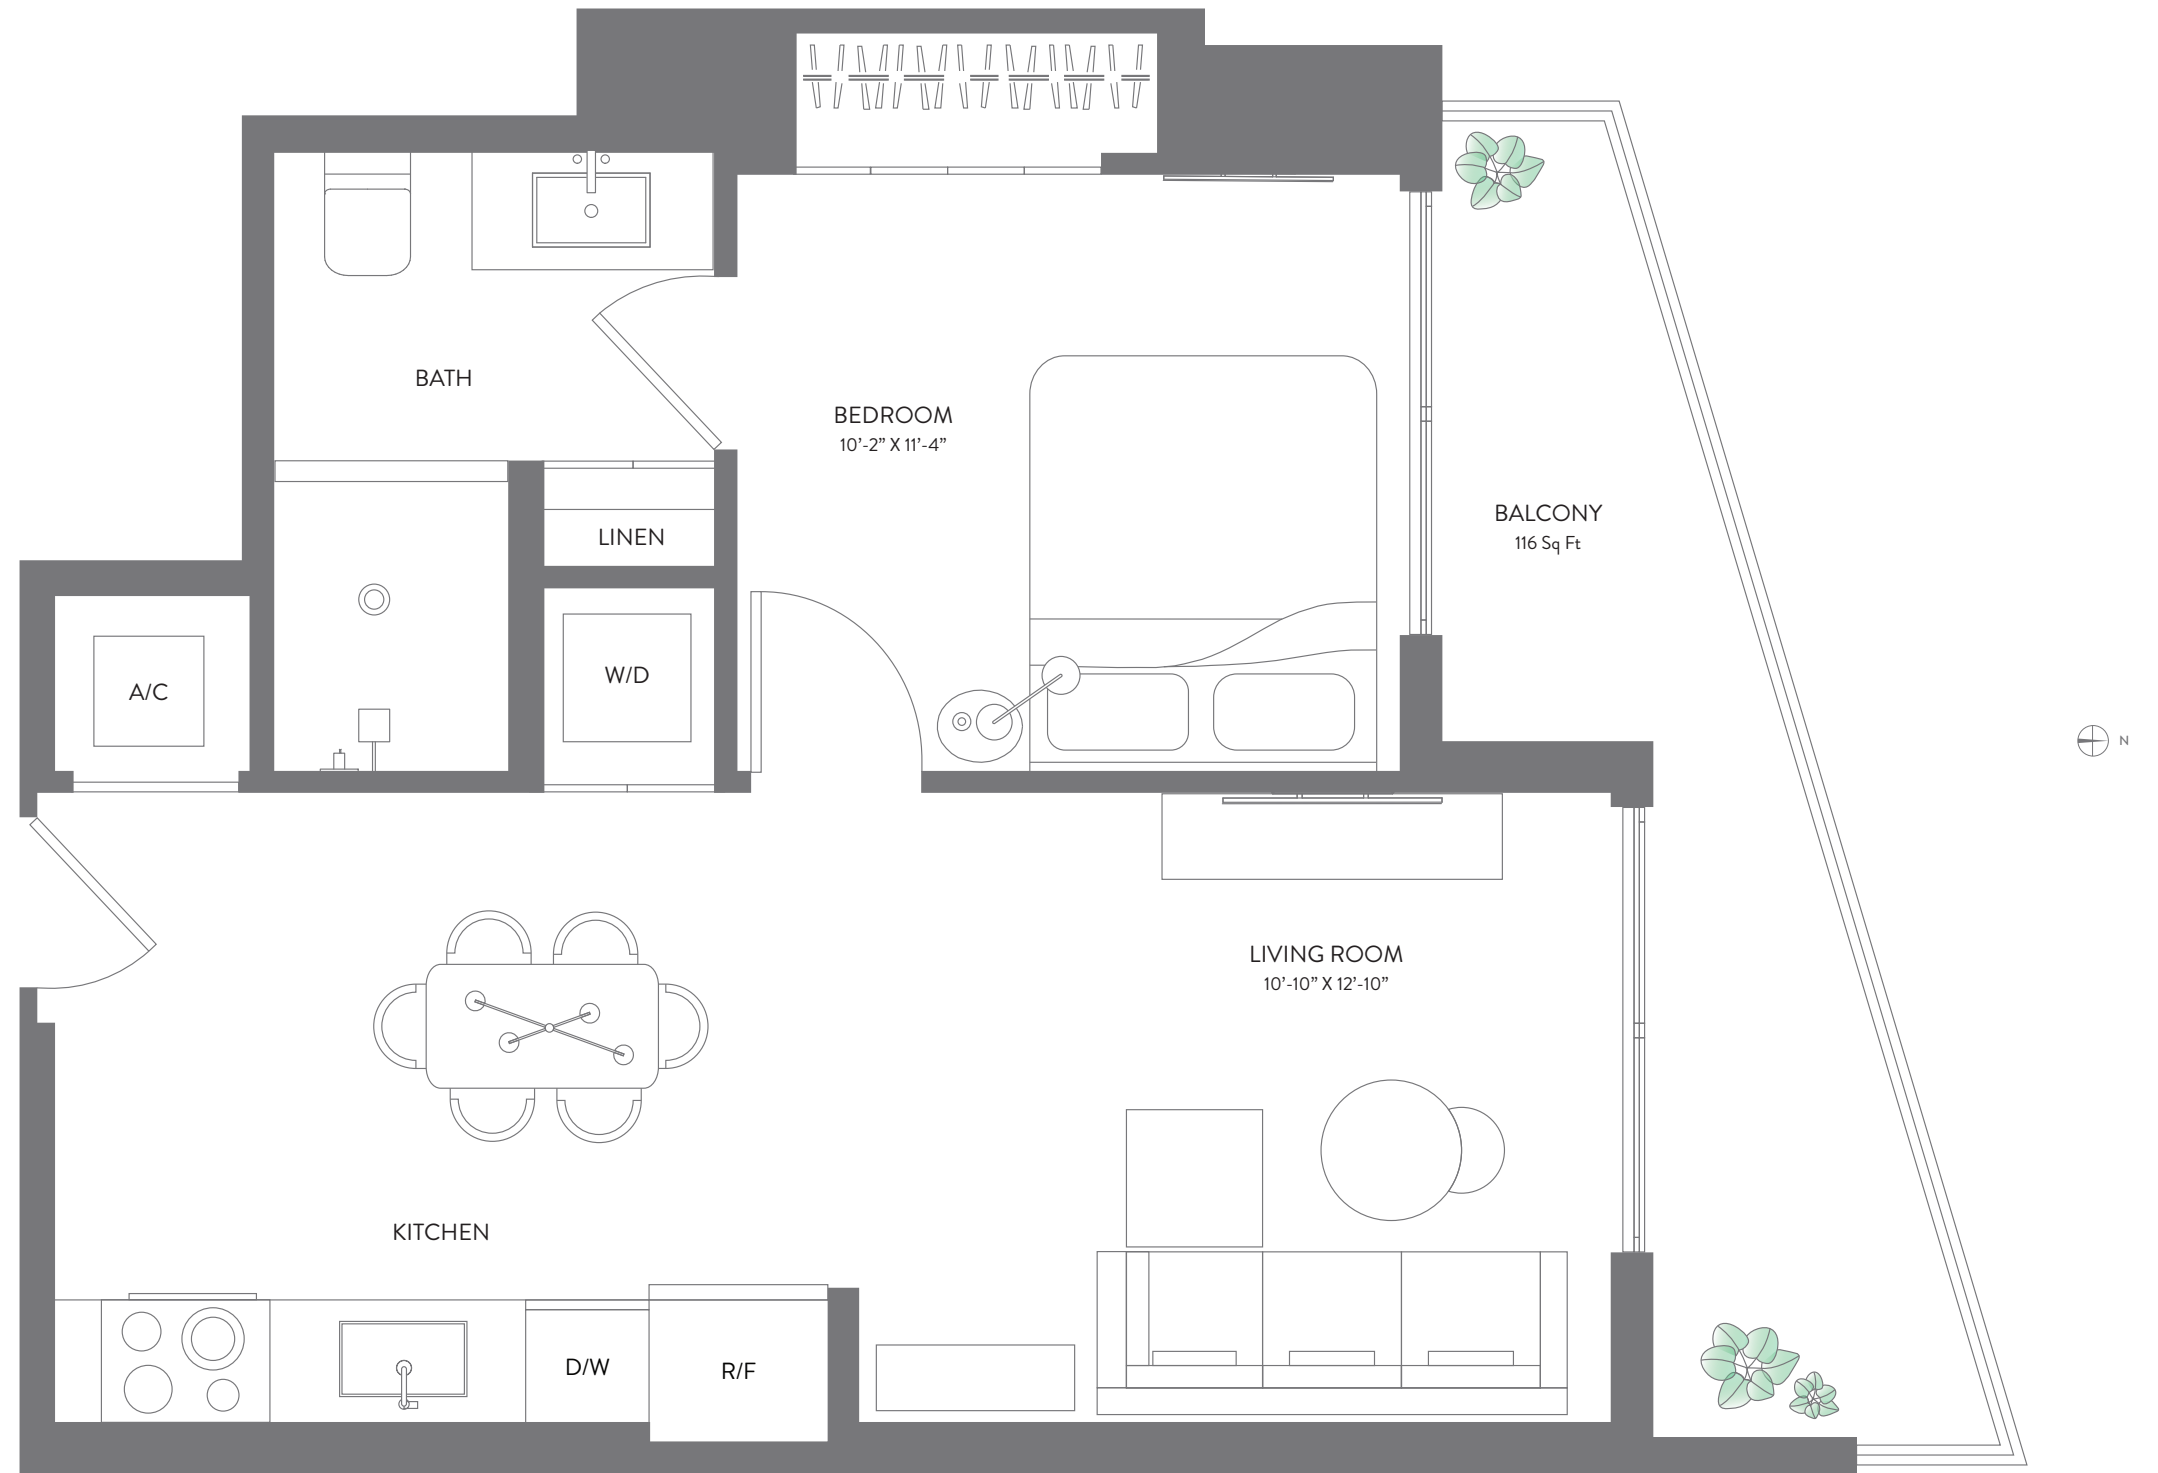 BATH
BEDROOM
10’-2” X 11’-4”
BALCONY
116 Sq Ft
LINEN
W/D
A/C
N
LIVING ROOM
10’-10” X 12’-10”
KITCHEN
D/W
R/F